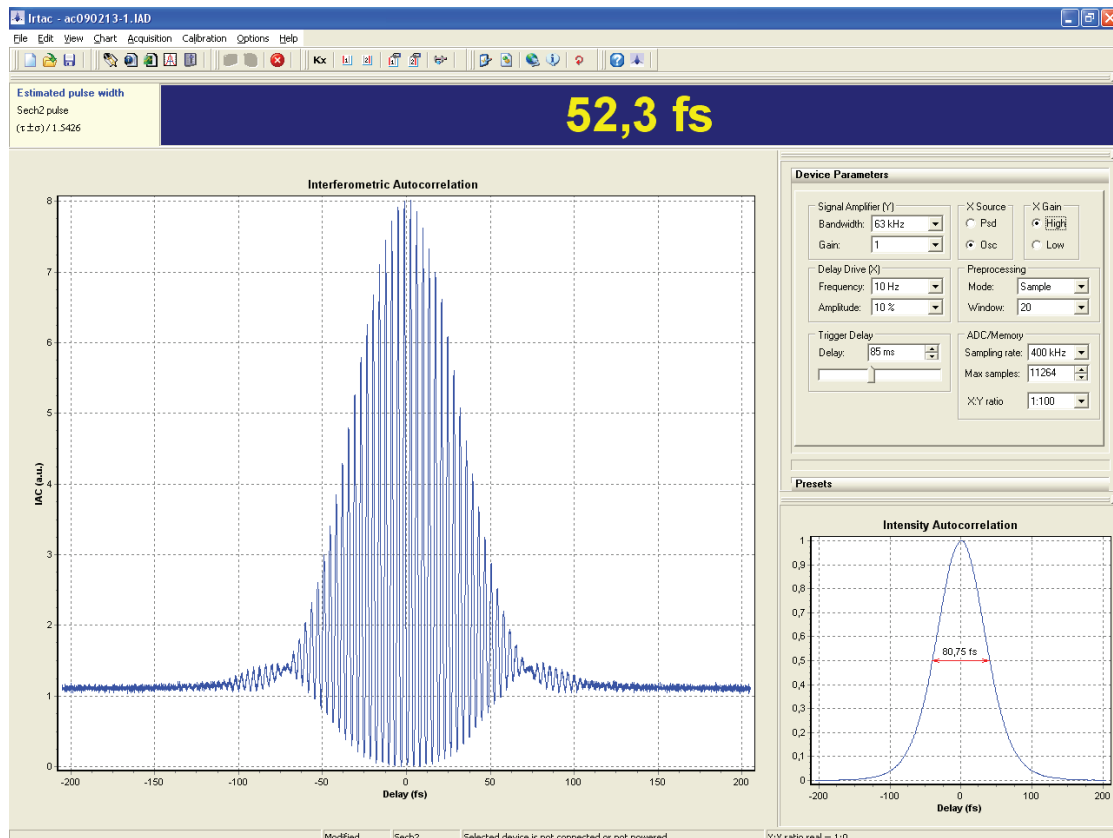 Irtac - ac090213-1.IAD
File Edit View Chart Acquisition Calibration Options Help
Kx
Estimated pulse width
Sech2 pulse
(τ±σ)/1.5426
52,3 fs
Interferometric Autocorrelation
8
7
6
5
4
3
2
1
0
IAC (a.u.)
-200 -150 -100 -50 0 50 100 150 200
Delay (fs)
Device Parameters
Signal Amplifier (Y)
Bandwidth: 63 kHz
Gain: 1
X Source
Psd
Osc
X Gain
High
Low
Delay Drive (X)
Frequency: 10 Hz
Amplitude: 10 %
Preprocessing
Mode: Sample
Window: 20
Trigger Delay
Delay: 85 ms
ADC/Memory
Sampling rate: 400 kHz
Max samples: 11264
X:Y ratio 1:100
Presets
Intensity Autocorrelation
1
0,9
0,8
0,7
0,6
0,5
0,4
0,3
0,2
0,1
0
80,75 fs
-200 -100 0 100 200
Delay (fs)
Modified Sech2 Selected device is not connected or not powered Y:X ratio real = 1:0